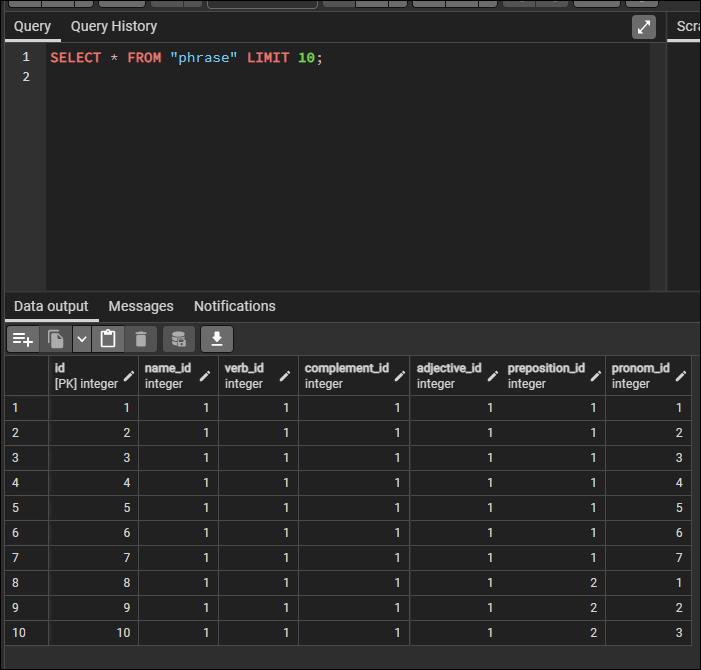 Query Query History
1 SELECT * FROM "phrase" LIMIT 10;
2
Data output Messages Notifications
id name_id verb_id complement_id adjective_id preposition_id pronom_id
[PK] integer integer integer integer integer integer integer
1 1 1 1 1 1 1 1
2 2 1 1 1 1 1 2
3 3 1 1 1 1 1 3
4 4 1 1 1 1 1 4
5 5 1 1 1 1 1 5
6 6 1 1 1 1 1 6
7 7 1 1 1 1 1 7
8 8 1 1 1 1 2 1
9 9 1 1 1 1 2 2
10 10 1 1 1 1 2 3